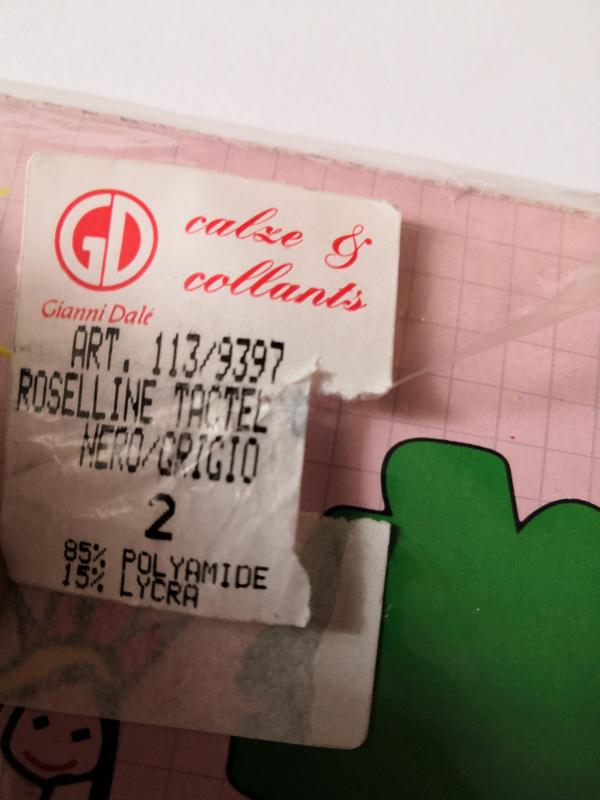 GD
calze &
collants
Gianni Dalé
ART. 113/9397
ROSELLINE TACTEL
NERO/GRIGIO
2
85% POLYAMIDE
15% LYCRA